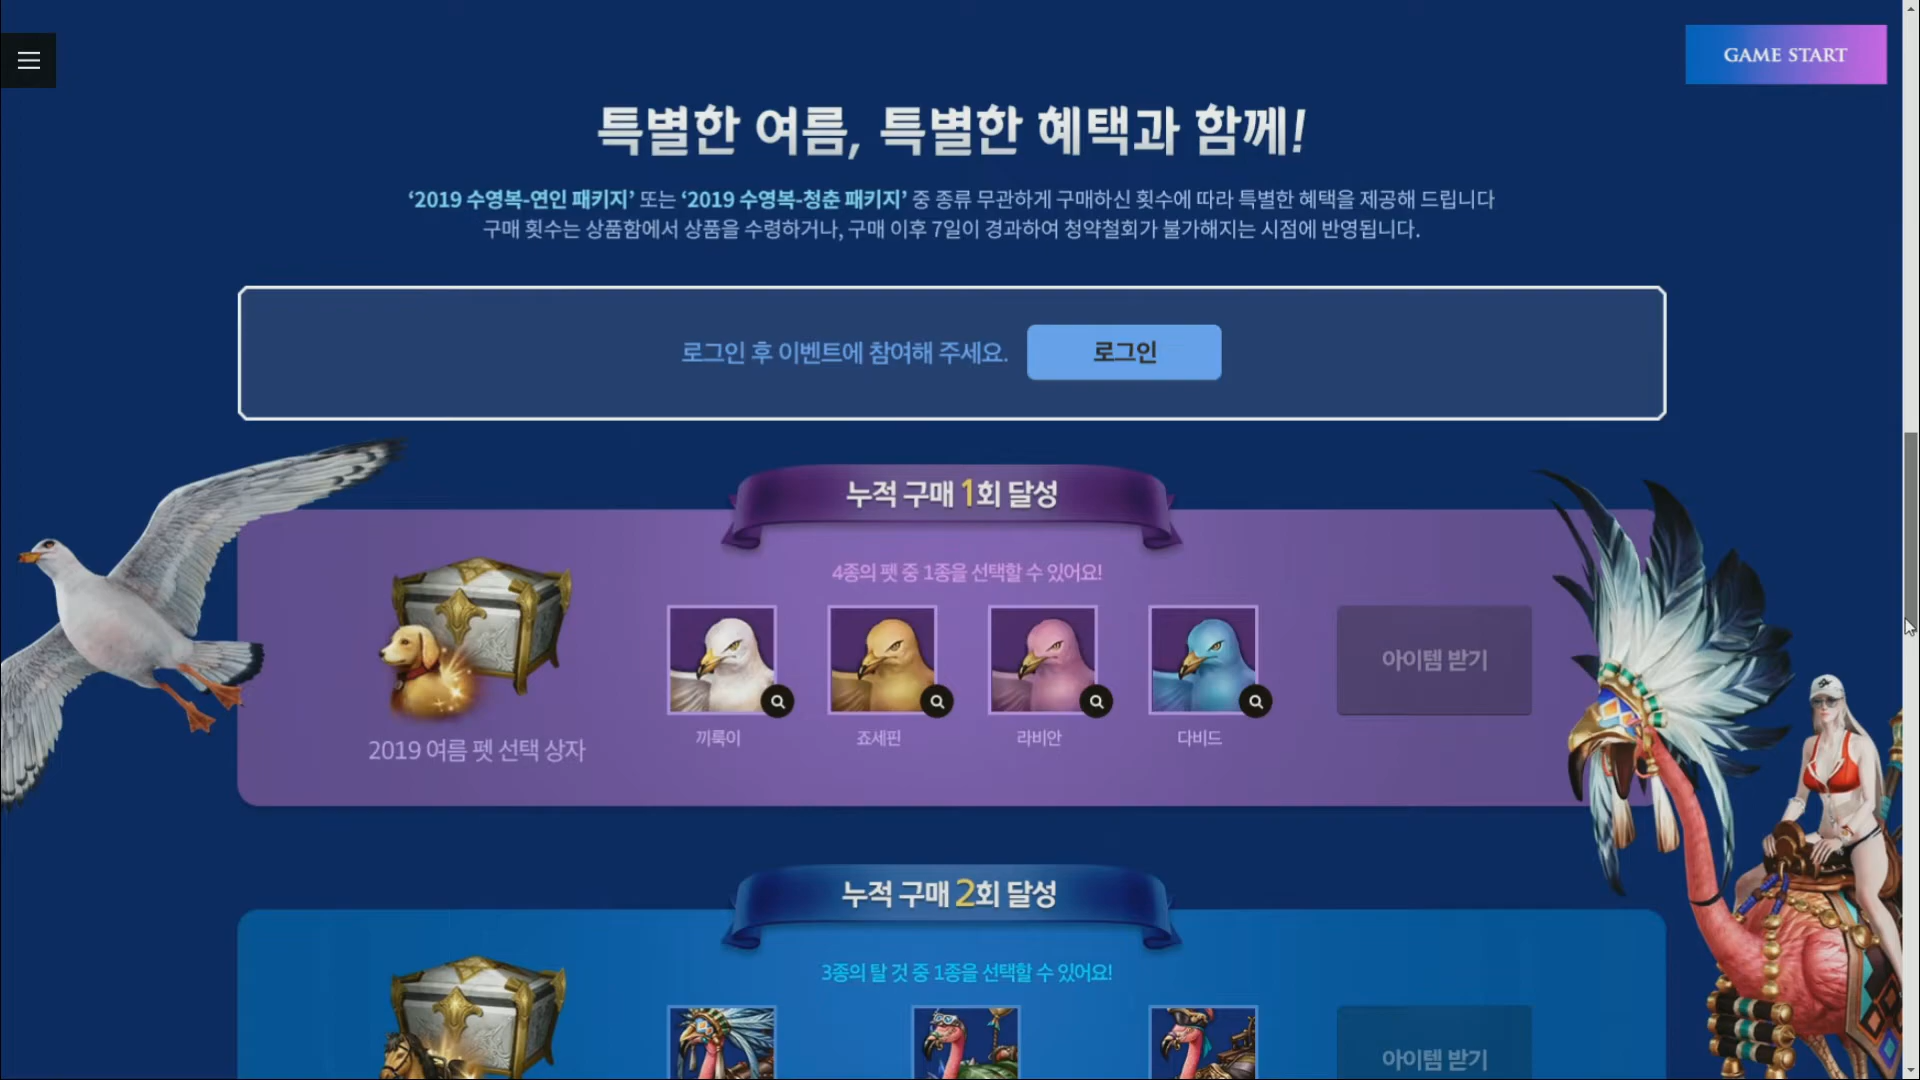 GAME START
특별한 여름, 특별한 혜택과 함께!
‘2019 수영복-연인 패키지’ 또는 ‘2019 수영복-청춘 패키지’ 중 종류 무관하게 구매하신 횟수에 따라 특별한 혜택을 제공해 드립니다
구매 횟수는 상품함에서 상품을 수령하거나, 구매 이후 7일이 경과하여 청약철회가 불가해지는 시점에 반영됩니다.
로그인 후 이벤트에 참여해 주세요. 로그인
누적 구매 1회 달성
4종의 펫 중 1종을 선택할 수 있어요!
아이템 받기
끼룩이 죠세핀 라비안 다비드
2019 여름 펫 선택 상자
누적 구매 2회 달성
3종의 탈 것 중 1종을 선택할 수 있어요!
아이템 받기